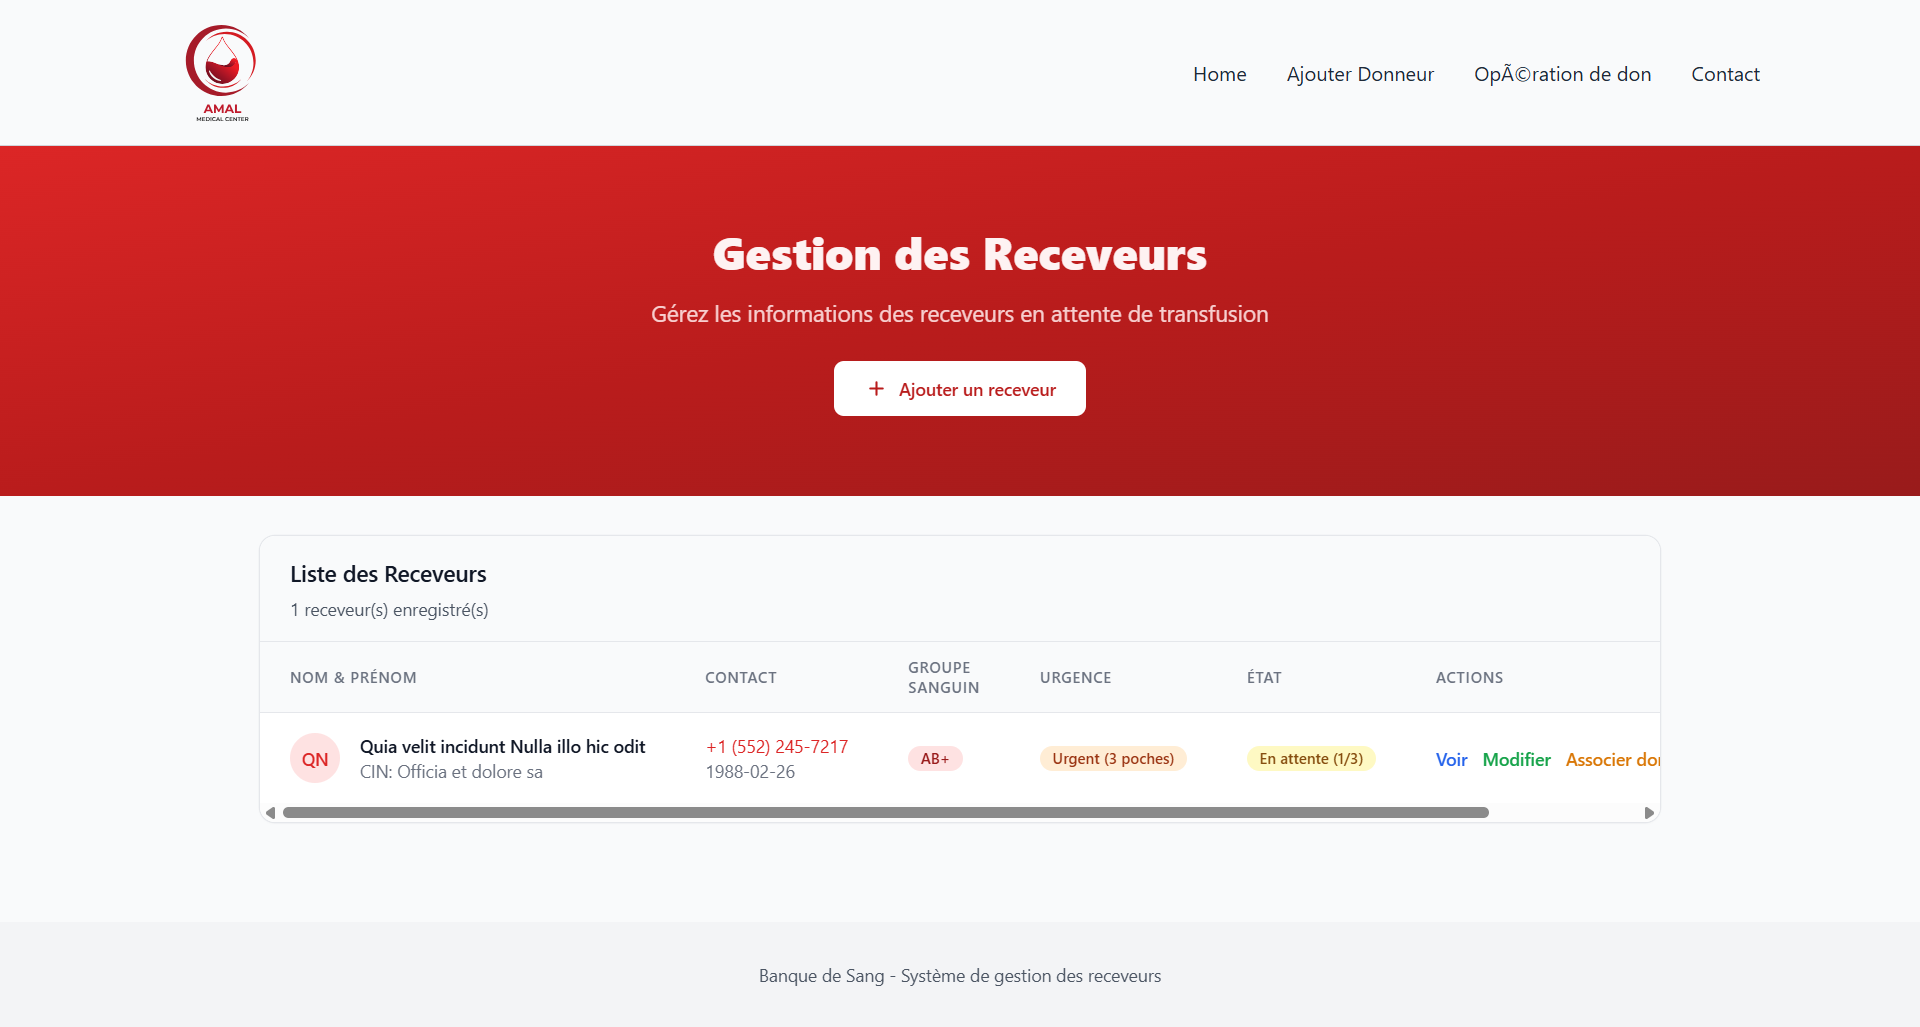 AMAL
MEDICAL CENTER
Home
Ajouter Donneur
OpÃ©ration de don
Contact
Gestion des Receveurs
Gérez les informations des receveurs en attente de transfusion
+ Ajouter un receveur
Liste des Receveurs
1 receveur(s) enregistré(s)
NOM & PRÉNOM
CONTACT
GROUPE
SANGUIN
URGENCE
ÉTAT
ACTIONS
QN
Quia velit incidunt Nulla illo hic odit
CIN: Officia et dolore sa
+1 (552) 245-7217
1988-02-26
AB+
Urgent (3 poches)
En attente (1/3)
Voir
Modifier
Associer
Banque de Sang - Système de gestion des receveurs